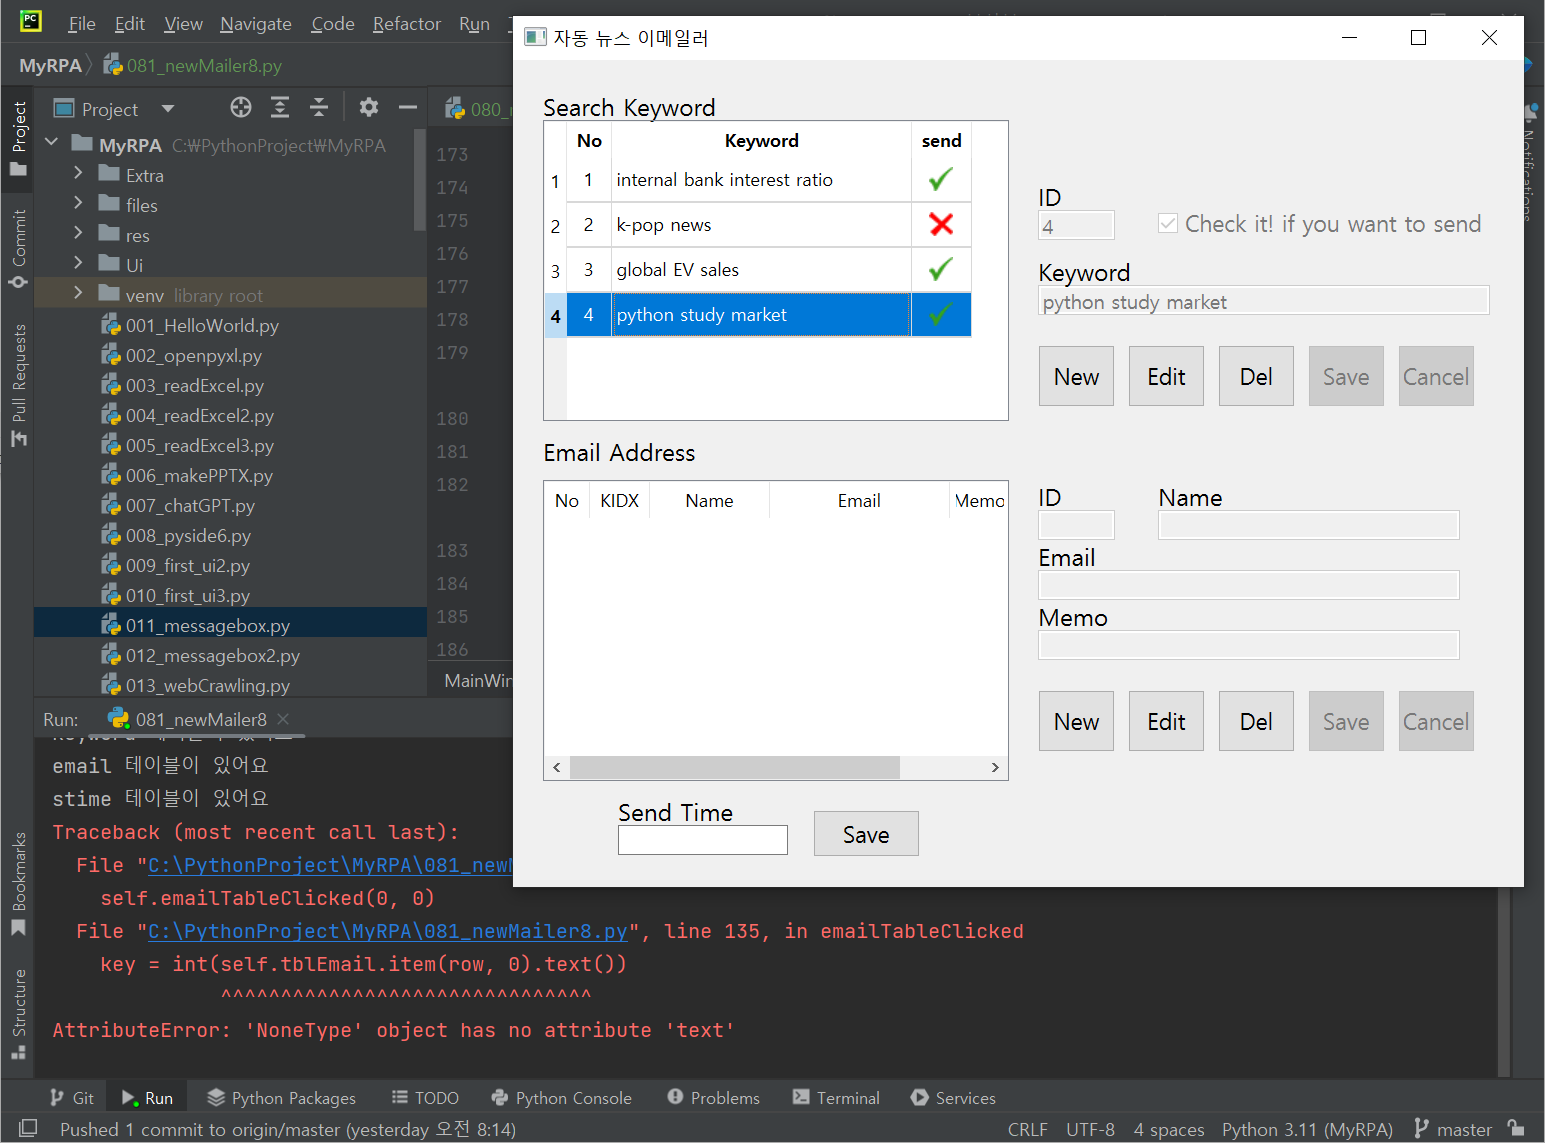 File Edit View Navigate Code Refactor Run
자동 뉴스 이메일러
MyRPA
081_newMailer8.py
Project
Project
080_
MyRPA C:₩PythonProject₩MyRPA
Extra
files
res
Ui
venv library root
001_HelloWorld.py
002_openpyxl.py
003_readExcel.py
004_readExcel2.py
005_readExcel3.py
006_makePPTX.py
007_chatGPT.py
008_pyside6.py
009_first_ui2.py
010_first_ui3.py
011_messagebox.py
012_messagebox2.py
013_webCrawling.py
Commit
Pull Requests
Bookmarks
Structure
Notifications
173
174
175
176
177
178
179
180
181
182
183
184
185
186
MainWin
Search Keyword
No Keyword send
1 1 internal bank interest ratio
2 2 k-pop news
3 3 global EV sales
4 4 python study market
ID
4
Check it! if you want to send
Keyword
python study market
New Edit Del Save Cancel
Email Address
No KIDX Name Email Memo
ID Name
Email
Memo
New Edit Del Save Cancel
Send Time
Save
Run: 081_newMailer8
email 테이블이 있어요
stime 테이블이 있어요
Traceback (most recent call last):
File "C:\PythonProject\MyRPA\081_newM
self.emailTableClicked(0, 0)
File "C:\PythonProject\MyRPA\081_newMailer8.py", line 135, in emailTableClicked
key = int(self.tblEmail.item(row, 0).text())
^^^^^^^^^^^^^^^^^^^^^^^^^^^^^^^
AttributeError: 'NoneType' object has no attribute 'text'
Git Run Python Packages TODO Python Console Problems Terminal Services
Pushed 1 commit to origin/master (yesterday 오전 8:14)
CRLF UTF-8 4 spaces Python 3.11 (MyRPA) master